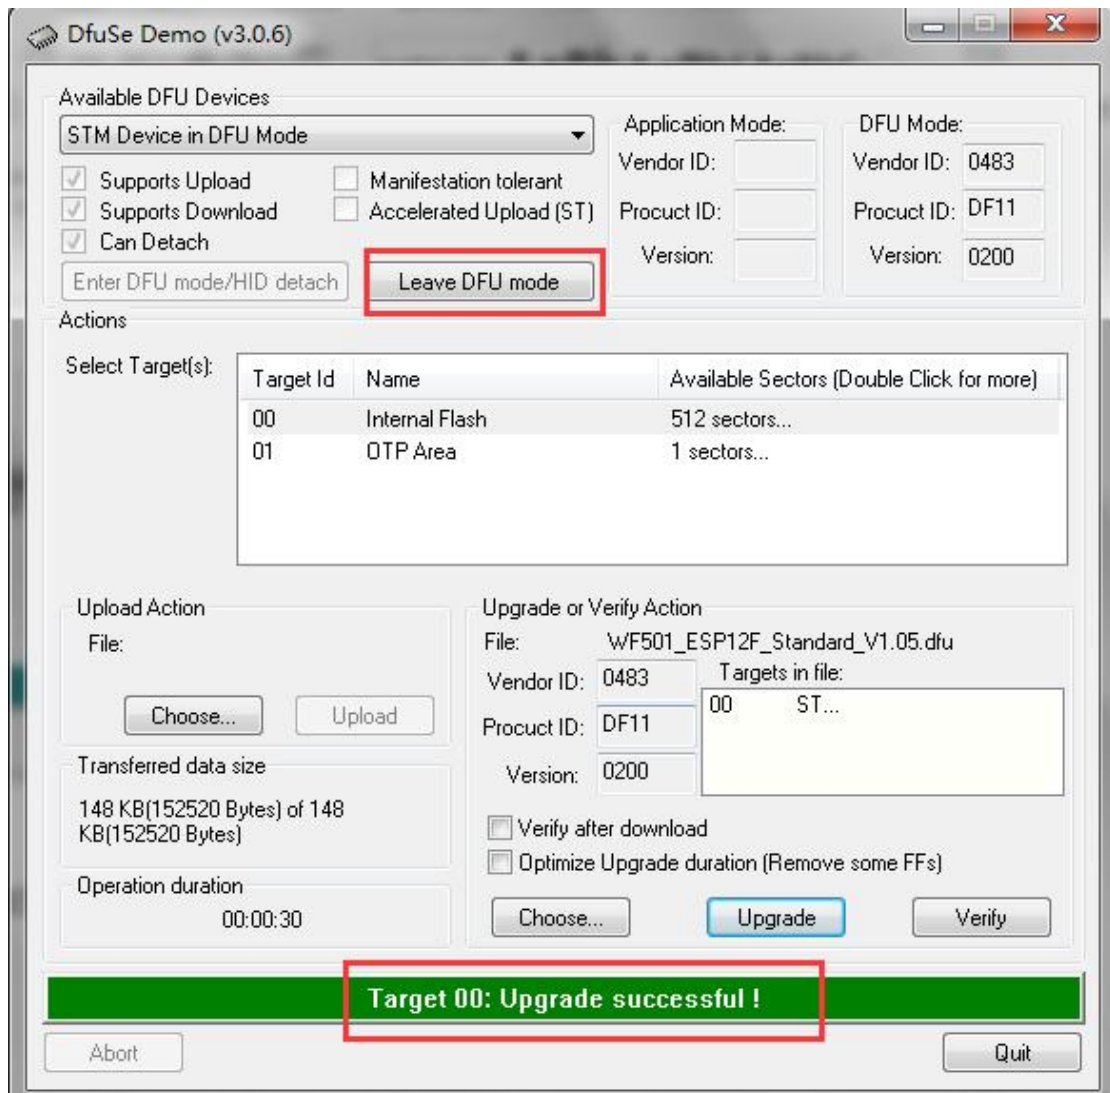 DfuSe Demo (v3.0.6)
Available DFU Devices
STM Device in DFU Mode
Supports Upload
Manifestation tolerant
Supports Download
Accelerated Upload (ST)
Can Detach
Enter DFU mode/HID detach
Leave DFU mode
Application Mode:
Vendor ID:
Procuct ID:
Version:
DFU Mode:
Vendor ID: 0483
Procuct ID: DF11
Version: 0200
Actions
Select Target(s):
Target Id Name Available Sectors (Double Click for more)
00 Internal Flash 512 sectors...
01 OTP Area 1 sectors...
Upload Action
File:
Choose... Upload
Transferred data size
148 KB(152520 Bytes) of 148
KB(152520 Bytes)
Operation duration
00:00:30
Upgrade or Verify Action
File: WF501_ESP12F_Standard_V1.05.dfu
Vendor ID: 0483
Procuct ID: DF11
Version: 0200
Targets in file:
00 ST...
Verify after download
Optimize Upgrade duration (Remove some FFs)
Choose... Upgrade Verify
Target 00: Upgrade successful !
Abort Quit